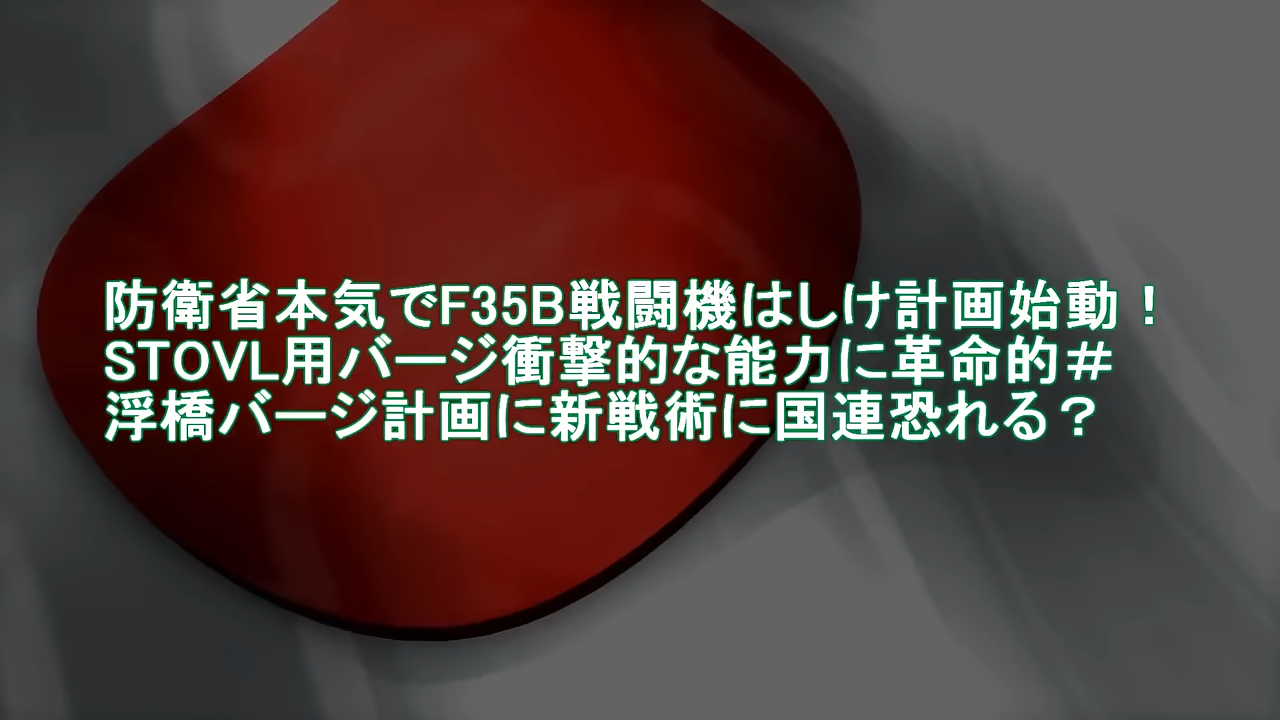 防衛省本気でF35B戦闘機はしけ計画始動！
STOVL用バージ衝撃的な能力に革命的＃
浮橋バージ計画に新戦術に国連恐れる？